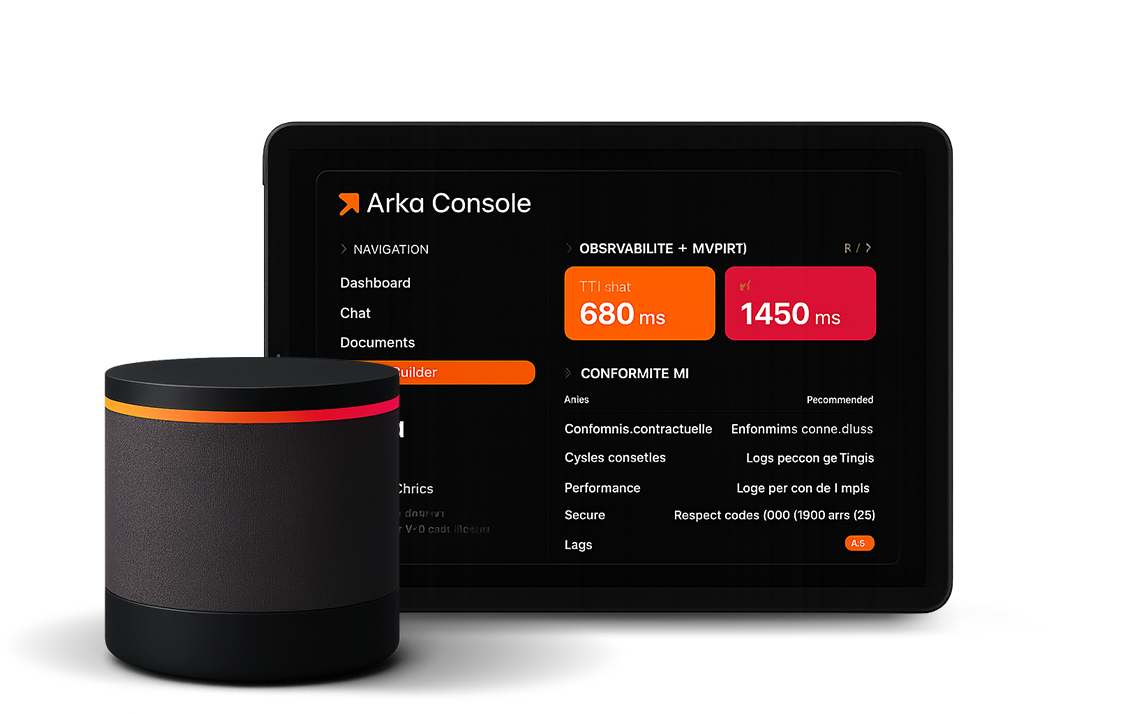 Arka Console
NAVIGATION
Dashboard
Chat
Documents
Builder
Chrics
OBSRVABILITE + MVPIRT)
R /
TTI shat
680 ms
1450 ms
CONFORMITE MI
Anies Pecommended
Confomnis.contractuelle Enfonmims conne.dluss
Cysles consetles Logs peccon ge Tingis
Performance Loge per con de I mpls
Secure Respect codes (000 (1900 arrs (25)
Lags A.S